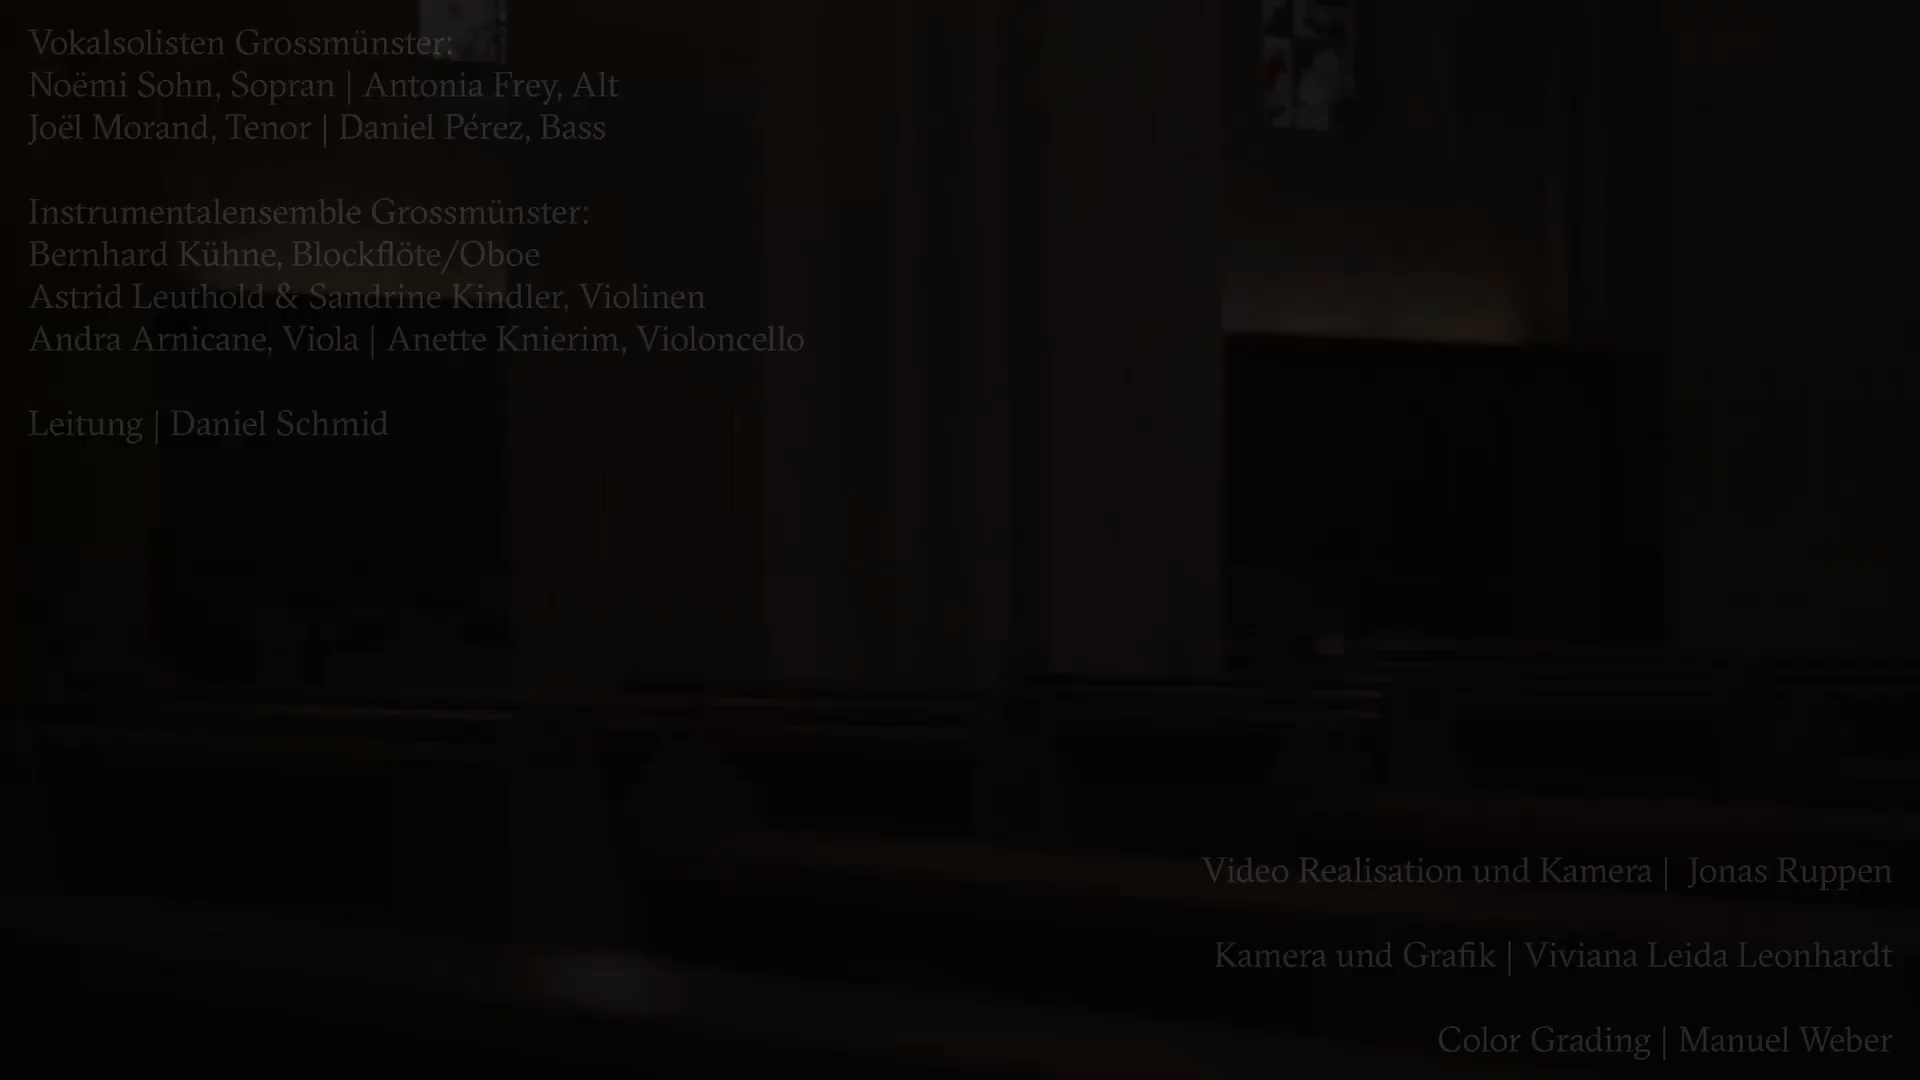 Vokalsolisten Grossmünster:
Noëmi Sohn, Sopran | Antonia Frey, Alt
Joël Morand, Tenor | Daniel Pérez, Bass
Instrumentalensemble Grossmünster:
Bernhard Kühne, Blockflöte/Oboe
Astrid Leuthold & Sandrine Kindler, Violinen
Andra Arnicane, Viola | Anette Knierim, Violoncello
Leitung | Daniel Schmid
Video Realisation und Kamera | Jonas Ruppen
Kamera und Grafik | Viviana Leida Leonhardt
Color Grading | Manuel Weber